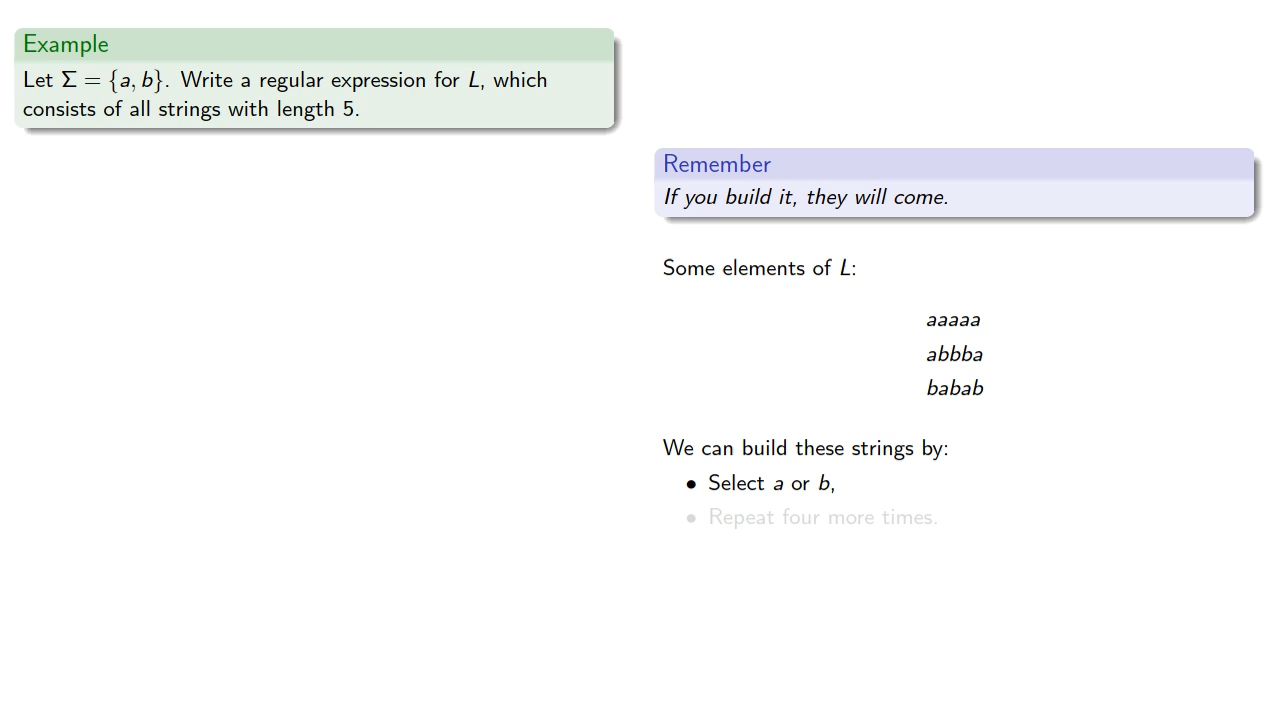 Example
Let Σ = {a, b}. Write a regular expression for L, which
consists of all strings with length 5.
Remember
If you build it, they will come.
Some elements of L:
aaaaa
abbba
babab
We can build these strings by:
• Select a or b,
• Repeat four more times.